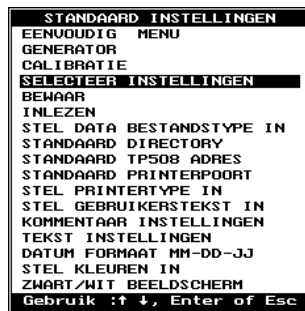 STANDAARD INSTELLINGEN
EENVOUDIG MENU
GENERATOR
CALIBRATIE
SELECTEER INSTELLINGEN
BEWAAR
INLEZEN
STEL DATA BESTANDSTYPE IN
STANDAARD DIRECTORY
STANDAARD TP508 ADRES
STANDAARD PRINTERPOORT
STEL PRINTERTYPE IN
STEL GEBRUIKERSTEKST IN
KOMMENTAAR INSTELLINGEN
TEKST INSTELLINGEN
DATUM FORMAAT MM-DD-JJ
STEL KLEUREN IN
ZWART/WIT BEELDSCHERM
Gebruik :↑ ↓, Enter of Esc